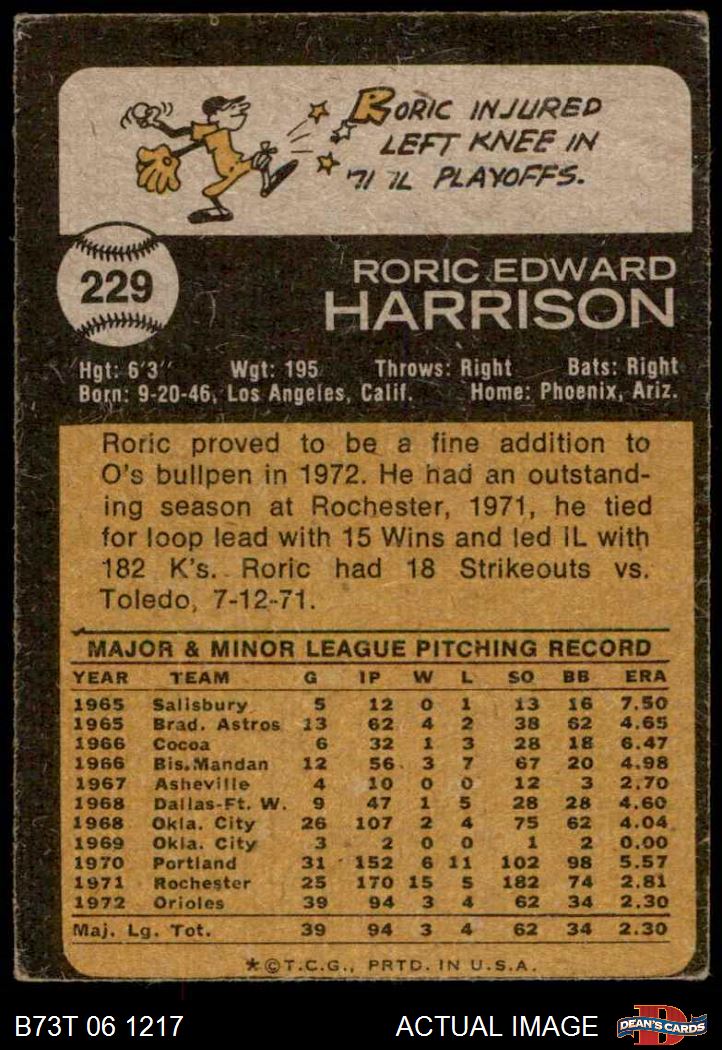 RORIC INJURED
LEFT KNEE IN
'71 IL PLAYOFFS.
229
RORIC EDWARD
HARRISON
Hgt: 6'3" Wgt: 195 Throws: Right Bats: Right
Born: 9-20-46, Los Angeles, Calif. Home: Phoenix, Ariz.
Roric proved to be a fine addition to
O's bullpen in 1972. He had an outstand-
ing season at Rochester, 1971, he tied
for loop lead with 15 Wins and led IL with
182 K's. Roric had 18 Strikeouts vs.
Toledo, 7-12-71.
MAJOR & MINOR LEAGUE PITCHING RECORD
YEAR TEAM G IP W L SO BB ERA
1965 Salisbury 5 12 0 1 13 16 7.50
1965 Brad. Astros 13 62 4 2 38 62 4.65
1966 Cocoa 6 32 1 3 28 18 6.47
1966 Bis.Mandan 12 56 3 7 67 20 4.98
1967 Asheville 4 10 0 0 12 3 2.70
1968 Dallas-Ft. W. 9 47 1 5 28 28 4.60
1968 Okla. City 26 107 2 4 75 62 4.04
1969 Okla. City 3 2 0 0 1 2 0.00
1970 Portland 31 152 6 11 102 98 5.57
1971 Rochester 25 170 15 5 182 74 2.81
1972 Orioles 39 94 3 4 62 34 2.30
Maj. Lg. Tot. 39 94 3 4 62 34 2.30
*©T.C.G., PRTD. IN U.S.A.
B73T 06 1217 ACTUAL IMAGE
D
DEAN'S CARDS